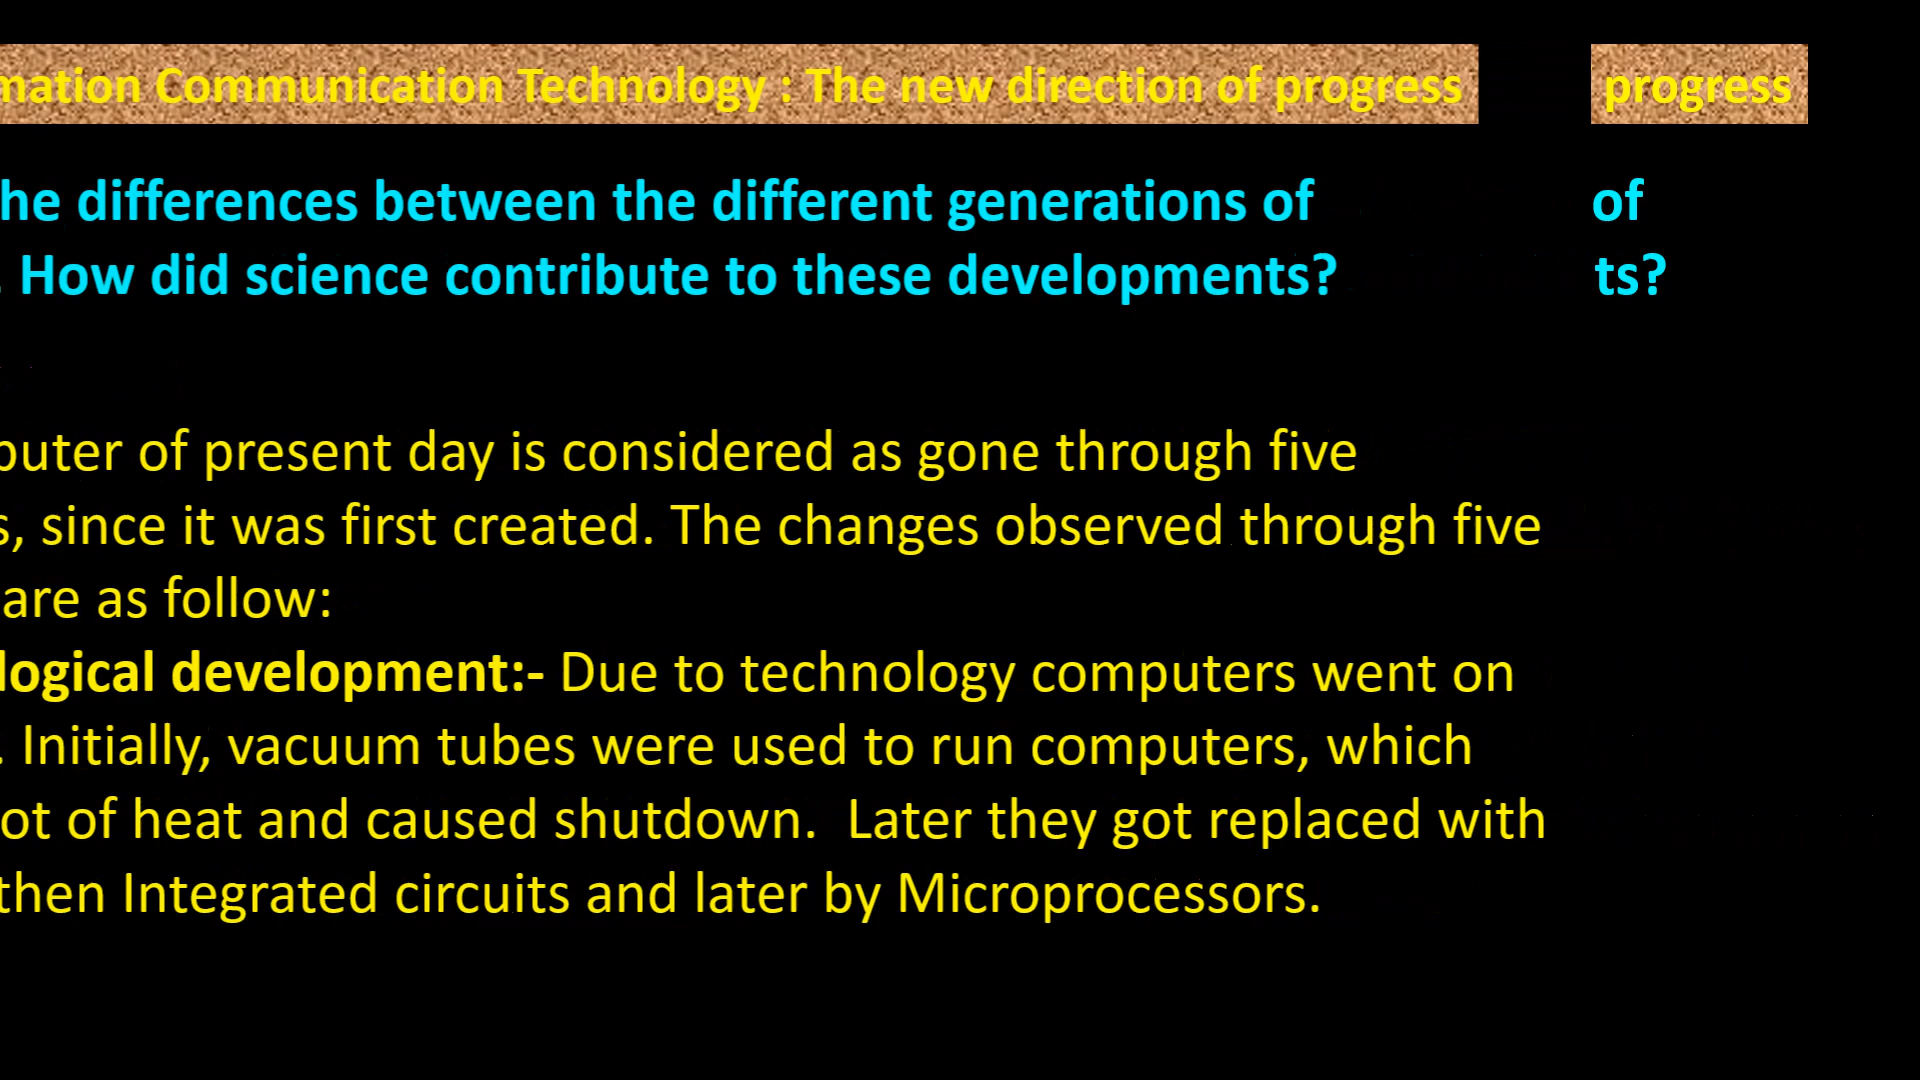 mation Communication Technology : The new direction of progress progress
he differences between the different generations of of
. How did science contribute to these developments? ts?
puter of present day is considered as gone through five
s, since it was first created. The changes observed through five
are as follow:
logical development:- Due to technology computers went on
. Initially, vacuum tubes were used to run computers, which
ot of heat and caused shutdown. Later they got replaced with
then Integrated circuits and later by Microprocessors.